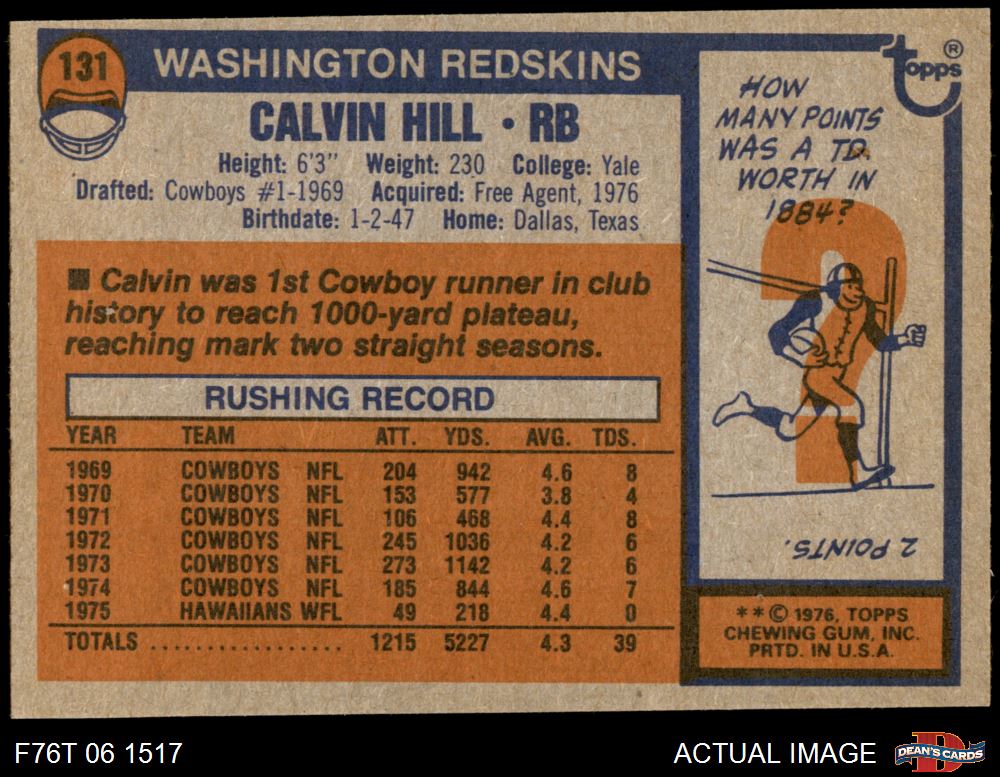 131
WASHINGTON REDSKINS
CALVIN HILL · RB
Height: 6'3" Weight: 230 College: Yale
Drafted: Cowboys #1-1969 Acquired: Free Agent, 1976
Birthdate: 1-2-47 Home: Dallas, Texas
■ Calvin was 1st Cowboy runner in club
history to reach 1000-yard plateau,
reaching mark two straight seasons.
RUSHING RECORD
YEAR TEAM ATT. YDS. AVG. TDS.
1969 COWBOYS NFL 204 942 4.6 8
1970 COWBOYS NFL 153 577 3.8 4
1971 COWBOYS NFL 106 468 4.4 8
1972 COWBOYS NFL 245 1036 4.2 6
1973 COWBOYS NFL 273 1142 4.2 6
1974 COWBOYS NFL 185 844 4.6 7
1975 HAWAIIANS WFL 49 218 4.4 0
TOTALS .................. 1215 5227 4.3 39
topps ®
HOW
MANY POINTS
WAS A TD.
WORTH IN
1884?
?
2 POINTS.
**© 1976, TOPPS
CHEWING GUM, INC.
PRTD. IN U.S.A.
F76T 06 1517
ACTUAL IMAGE
D
DEAN'S CARDS